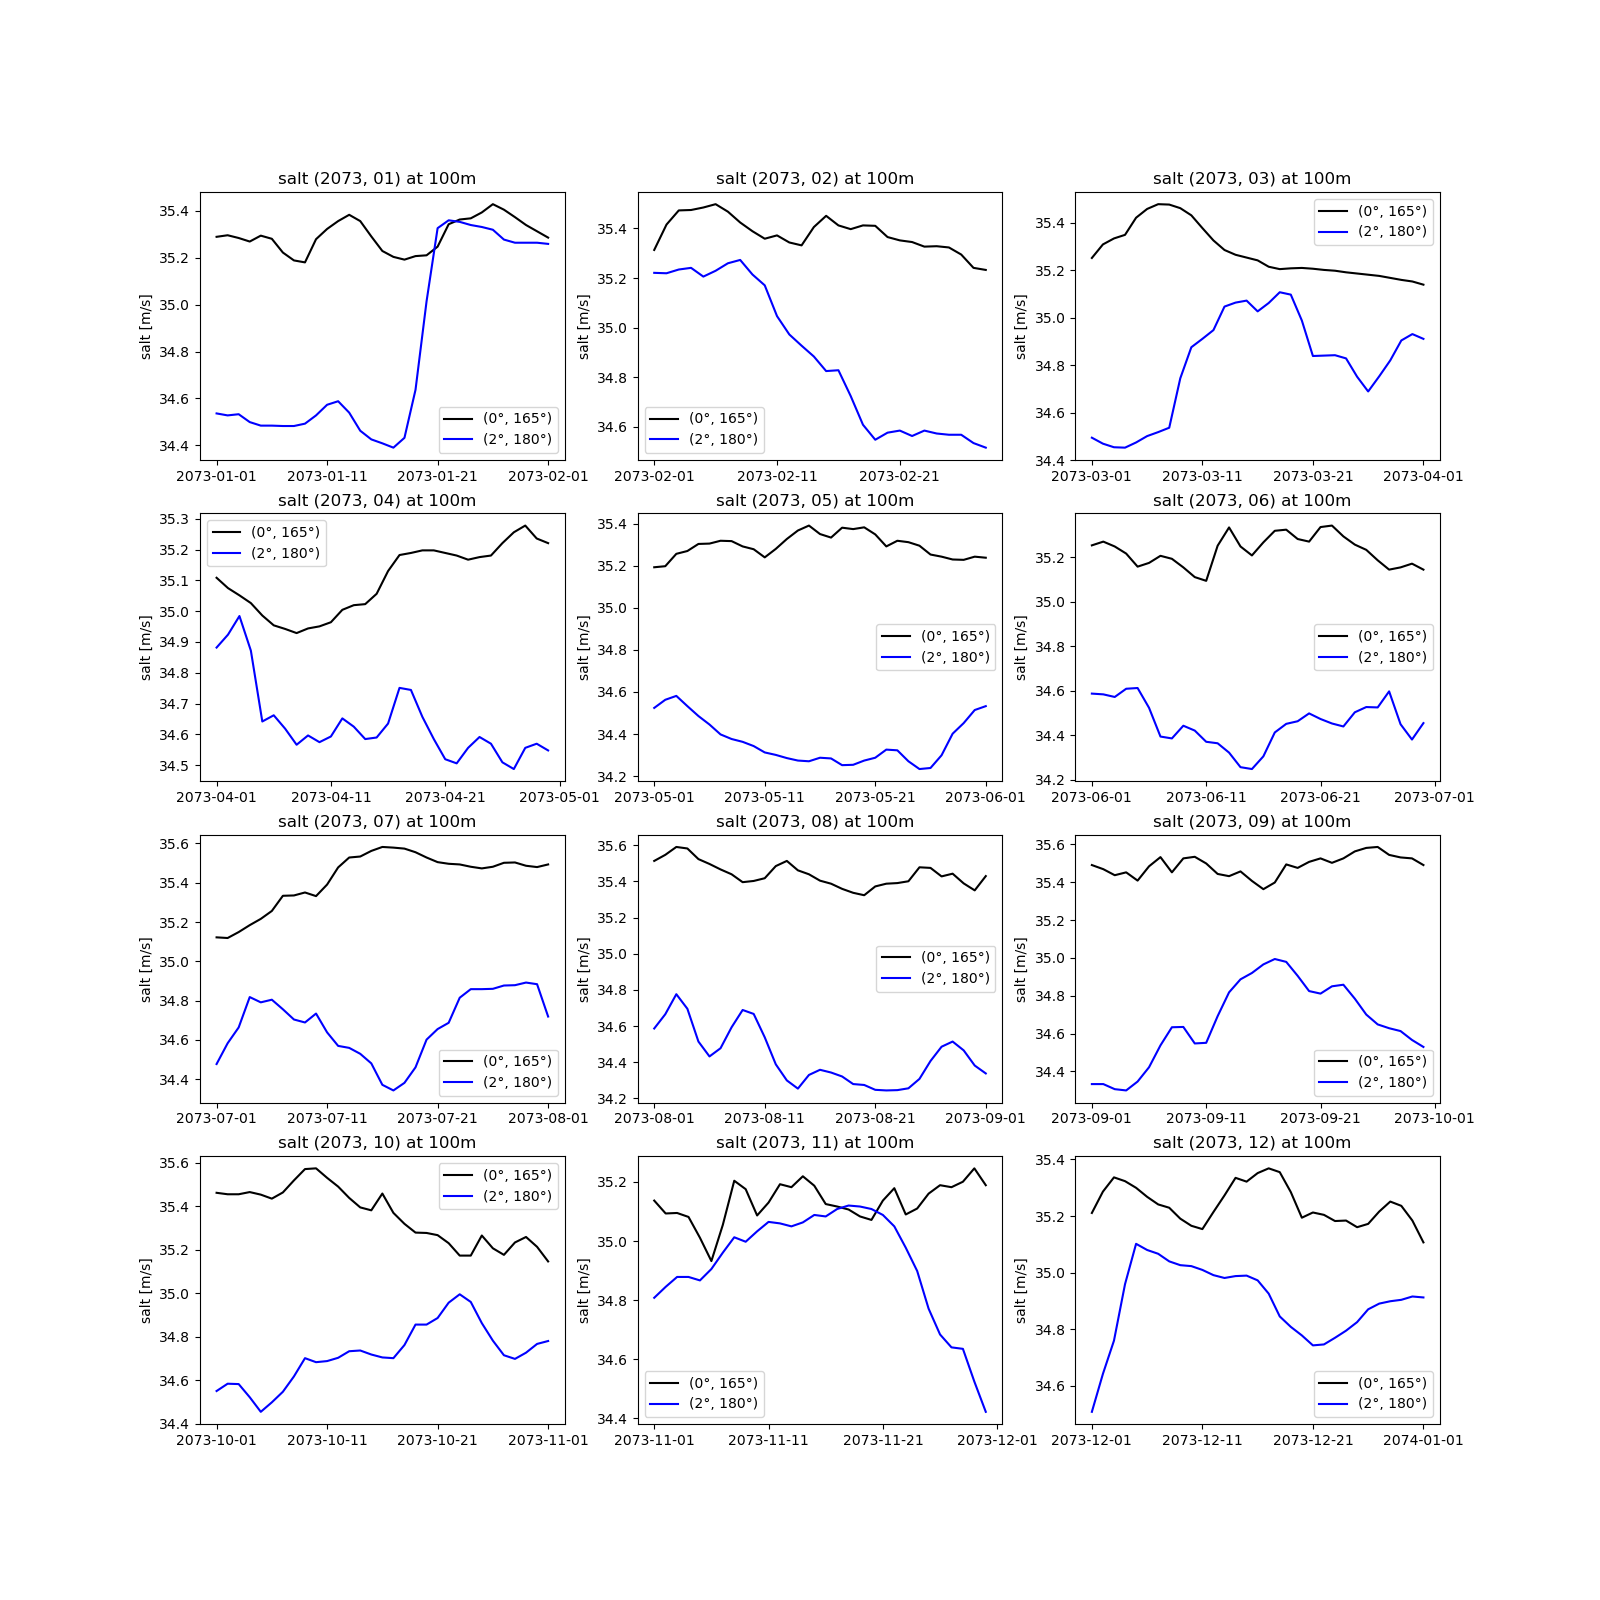 salt (2073, 01) at 100m
salt [m/s]
35.4
35.2
35.0
34.8
34.6
34.4
(0°, 165°)
(2°, 180°)
2073-01-01 2073-01-11 2073-01-21 2073-02-01
salt (2073, 02) at 100m
salt [m/s]
35.4
35.2
35.0
34.8
34.6
(0°, 165°)
(2°, 180°)
2073-02-01 2073-02-11 2073-02-21
salt (2073, 03) at 100m
salt [m/s]
35.4
35.2
35.0
34.8
34.6
34.4
(0°, 165°)
(2°, 180°)
2073-03-01 2073-03-11 2073-03-21 2073-04-01
salt (2073, 04) at 100m
salt [m/s]
35.3
35.2
35.1
35.0
34.9
34.8
34.7
34.6
34.5
(0°, 165°)
(2°, 180°)
2073-04-01 2073-04-11 2073-04-21 2073-05-01
salt (2073, 05) at 100m
salt [m/s]
35.4
35.2
35.0
34.8
34.6
34.4
34.2
(0°, 165°)
(2°, 180°)
2073-05-01 2073-05-11 2073-05-21 2073-06-01
salt (2073, 06) at 100m
salt [m/s]
35.2
35.0
34.8
34.6
34.4
34.2
(0°, 165°)
(2°, 180°)
2073-06-01 2073-06-11 2073-06-21 2073-07-01
salt (2073, 07) at 100m
salt [m/s]
35.6
35.4
35.2
35.0
34.8
34.6
34.4
(0°, 165°)
(2°, 180°)
2073-07-01 2073-07-11 2073-07-21 2073-08-01
salt (2073, 08) at 100m
salt [m/s]
35.6
35.4
35.2
35.0
34.8
34.6
34.4
34.2
(0°, 165°)
(2°, 180°)
2073-08-01 2073-08-11 2073-08-21 2073-09-01
salt (2073, 09) at 100m
salt [m/s]
35.6
35.4
35.2
35.0
34.8
34.6
34.4
(0°, 165°)
(2°, 180°)
2073-09-01 2073-09-11 2073-09-21 2073-10-01
salt (2073, 10) at 100m
salt [m/s]
35.6
35.4
35.2
35.0
34.8
34.6
34.4
(0°, 165°)
(2°, 180°)
2073-10-01 2073-10-11 2073-10-21 2073-11-01
salt (2073, 11) at 100m
salt [m/s]
35.2
35.0
34.8
34.6
34.4
(0°, 165°)
(2°, 180°)
2073-11-01 2073-11-11 2073-11-21 2073-12-01
salt (2073, 12) at 100m
salt [m/s]
35.4
35.2
35.0
34.8
34.6
(0°, 165°)
(2°, 180°)
2073-12-01 2073-12-11 2073-12-21 2074-01-01